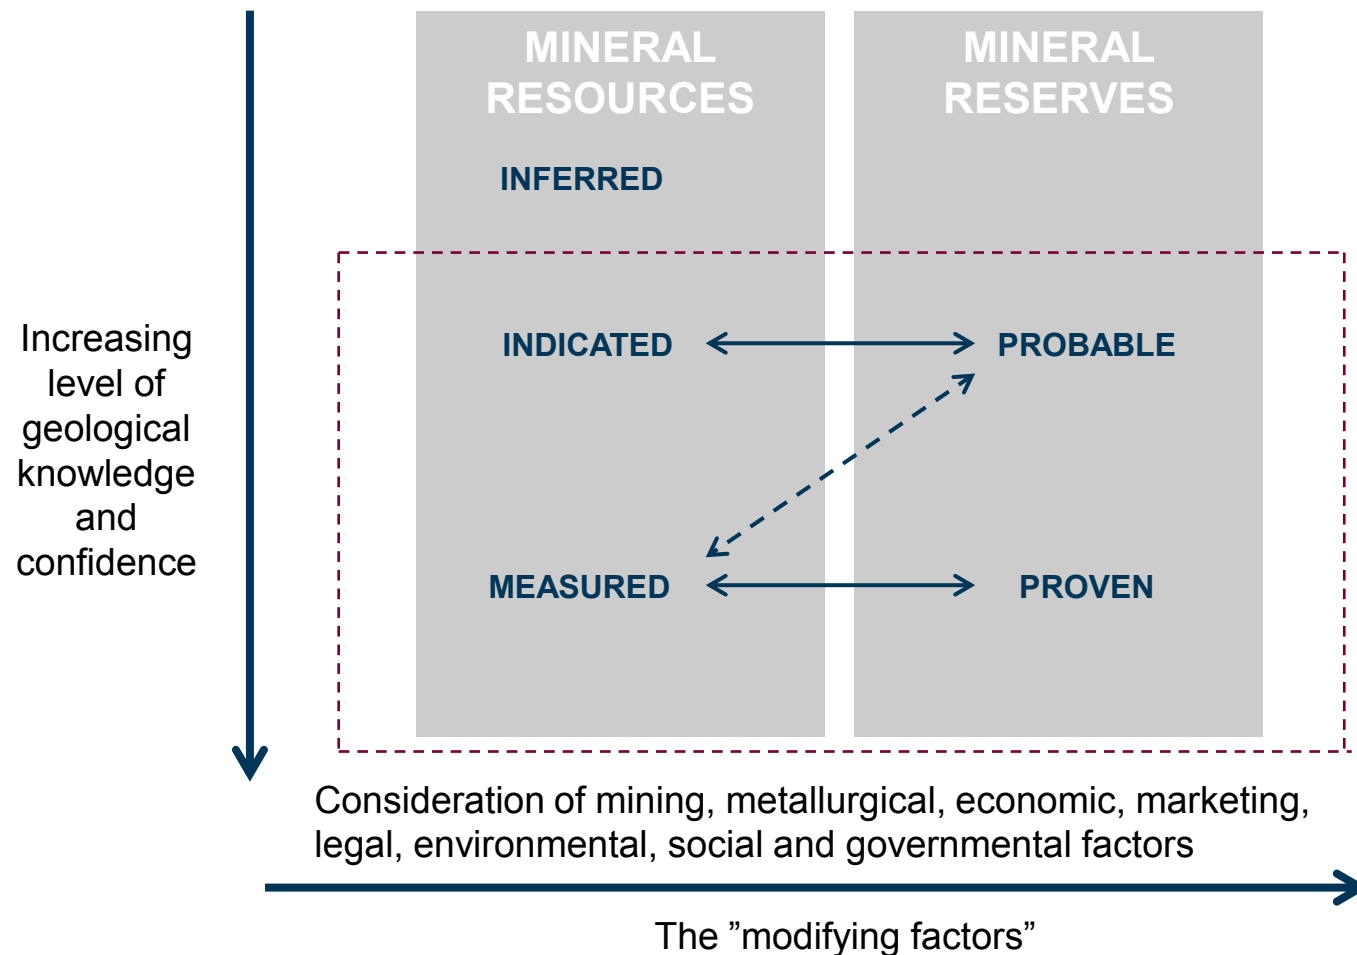 MINERAL
RESOURCES
MINERAL
RESERVES
INFERRED
INDICATED
PROBABLE
MEASURED
PROVEN
Increasing
level of
geological
knowledge
and
confidence
Consideration of mining, metallurgical, economic, marketing,
legal, environmental, social and governmental factors
The ”modifying factors”